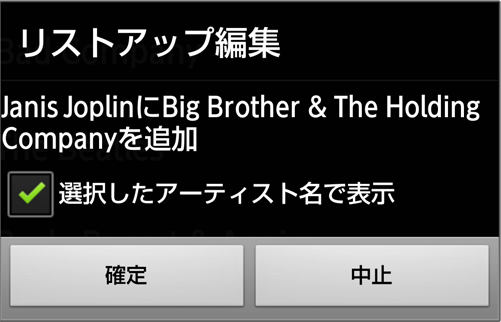 リストアップ編集
Janis JoplinにBig Brother & The Holding
Companyを追加
選択したアーティスト名で表示
確定
中止